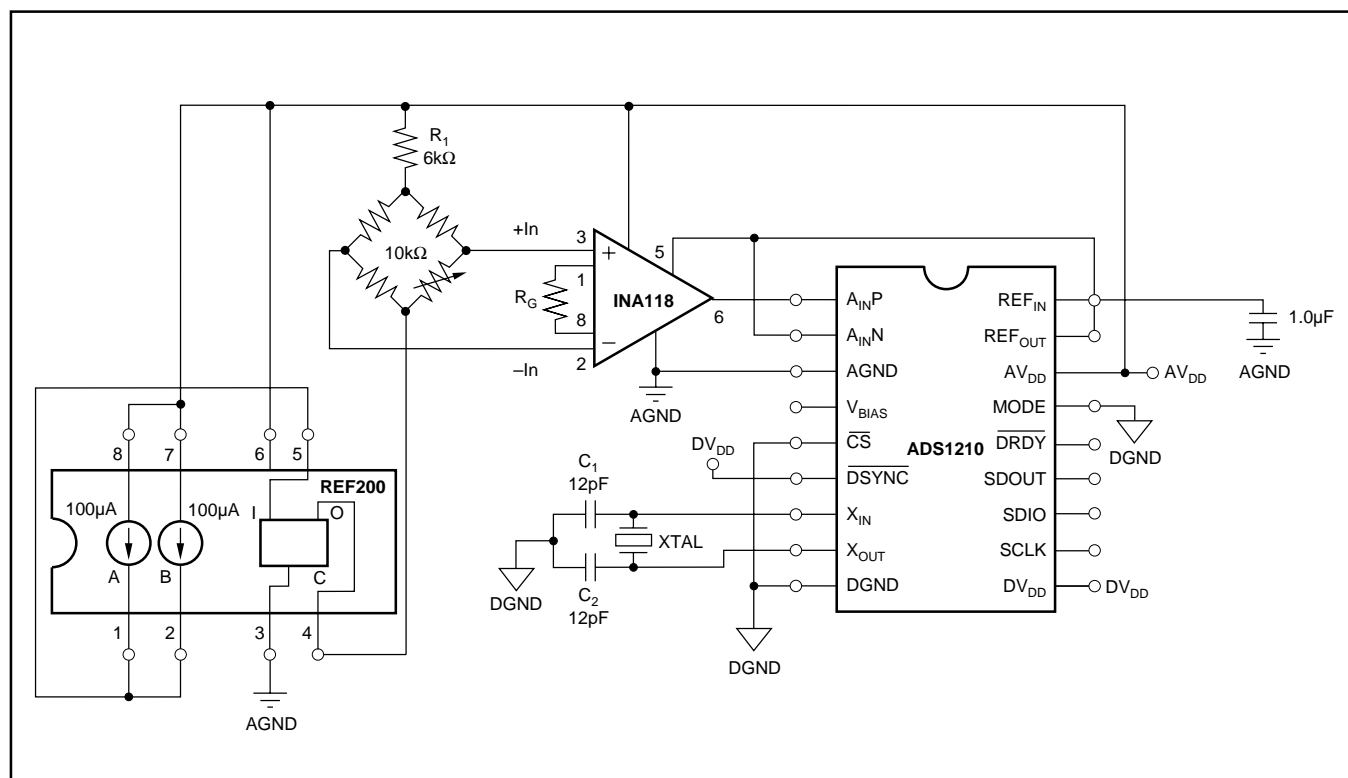 R1
6kΩ
+In
10kΩ
3
1
RG
8
2
–In
5
INA118
6
AGND
AINP
AINN
AGND
VBIAS
CS
DSYNC
XIN
XOUT
DGND
ADS1210
REFIN
REFOUT
AVDD
MODE
DRDY
SDOUT
SDIO
SCLK
DVDD
1.0µF
AGND
AVDD
DGND
DVDD
DVDD
DGND
C1
12pF
XTAL
C2
12pF
DGND
8
7
6
5
REF200
100µA
100µA
I
O
A
B
C
1
2
3
4
AGND